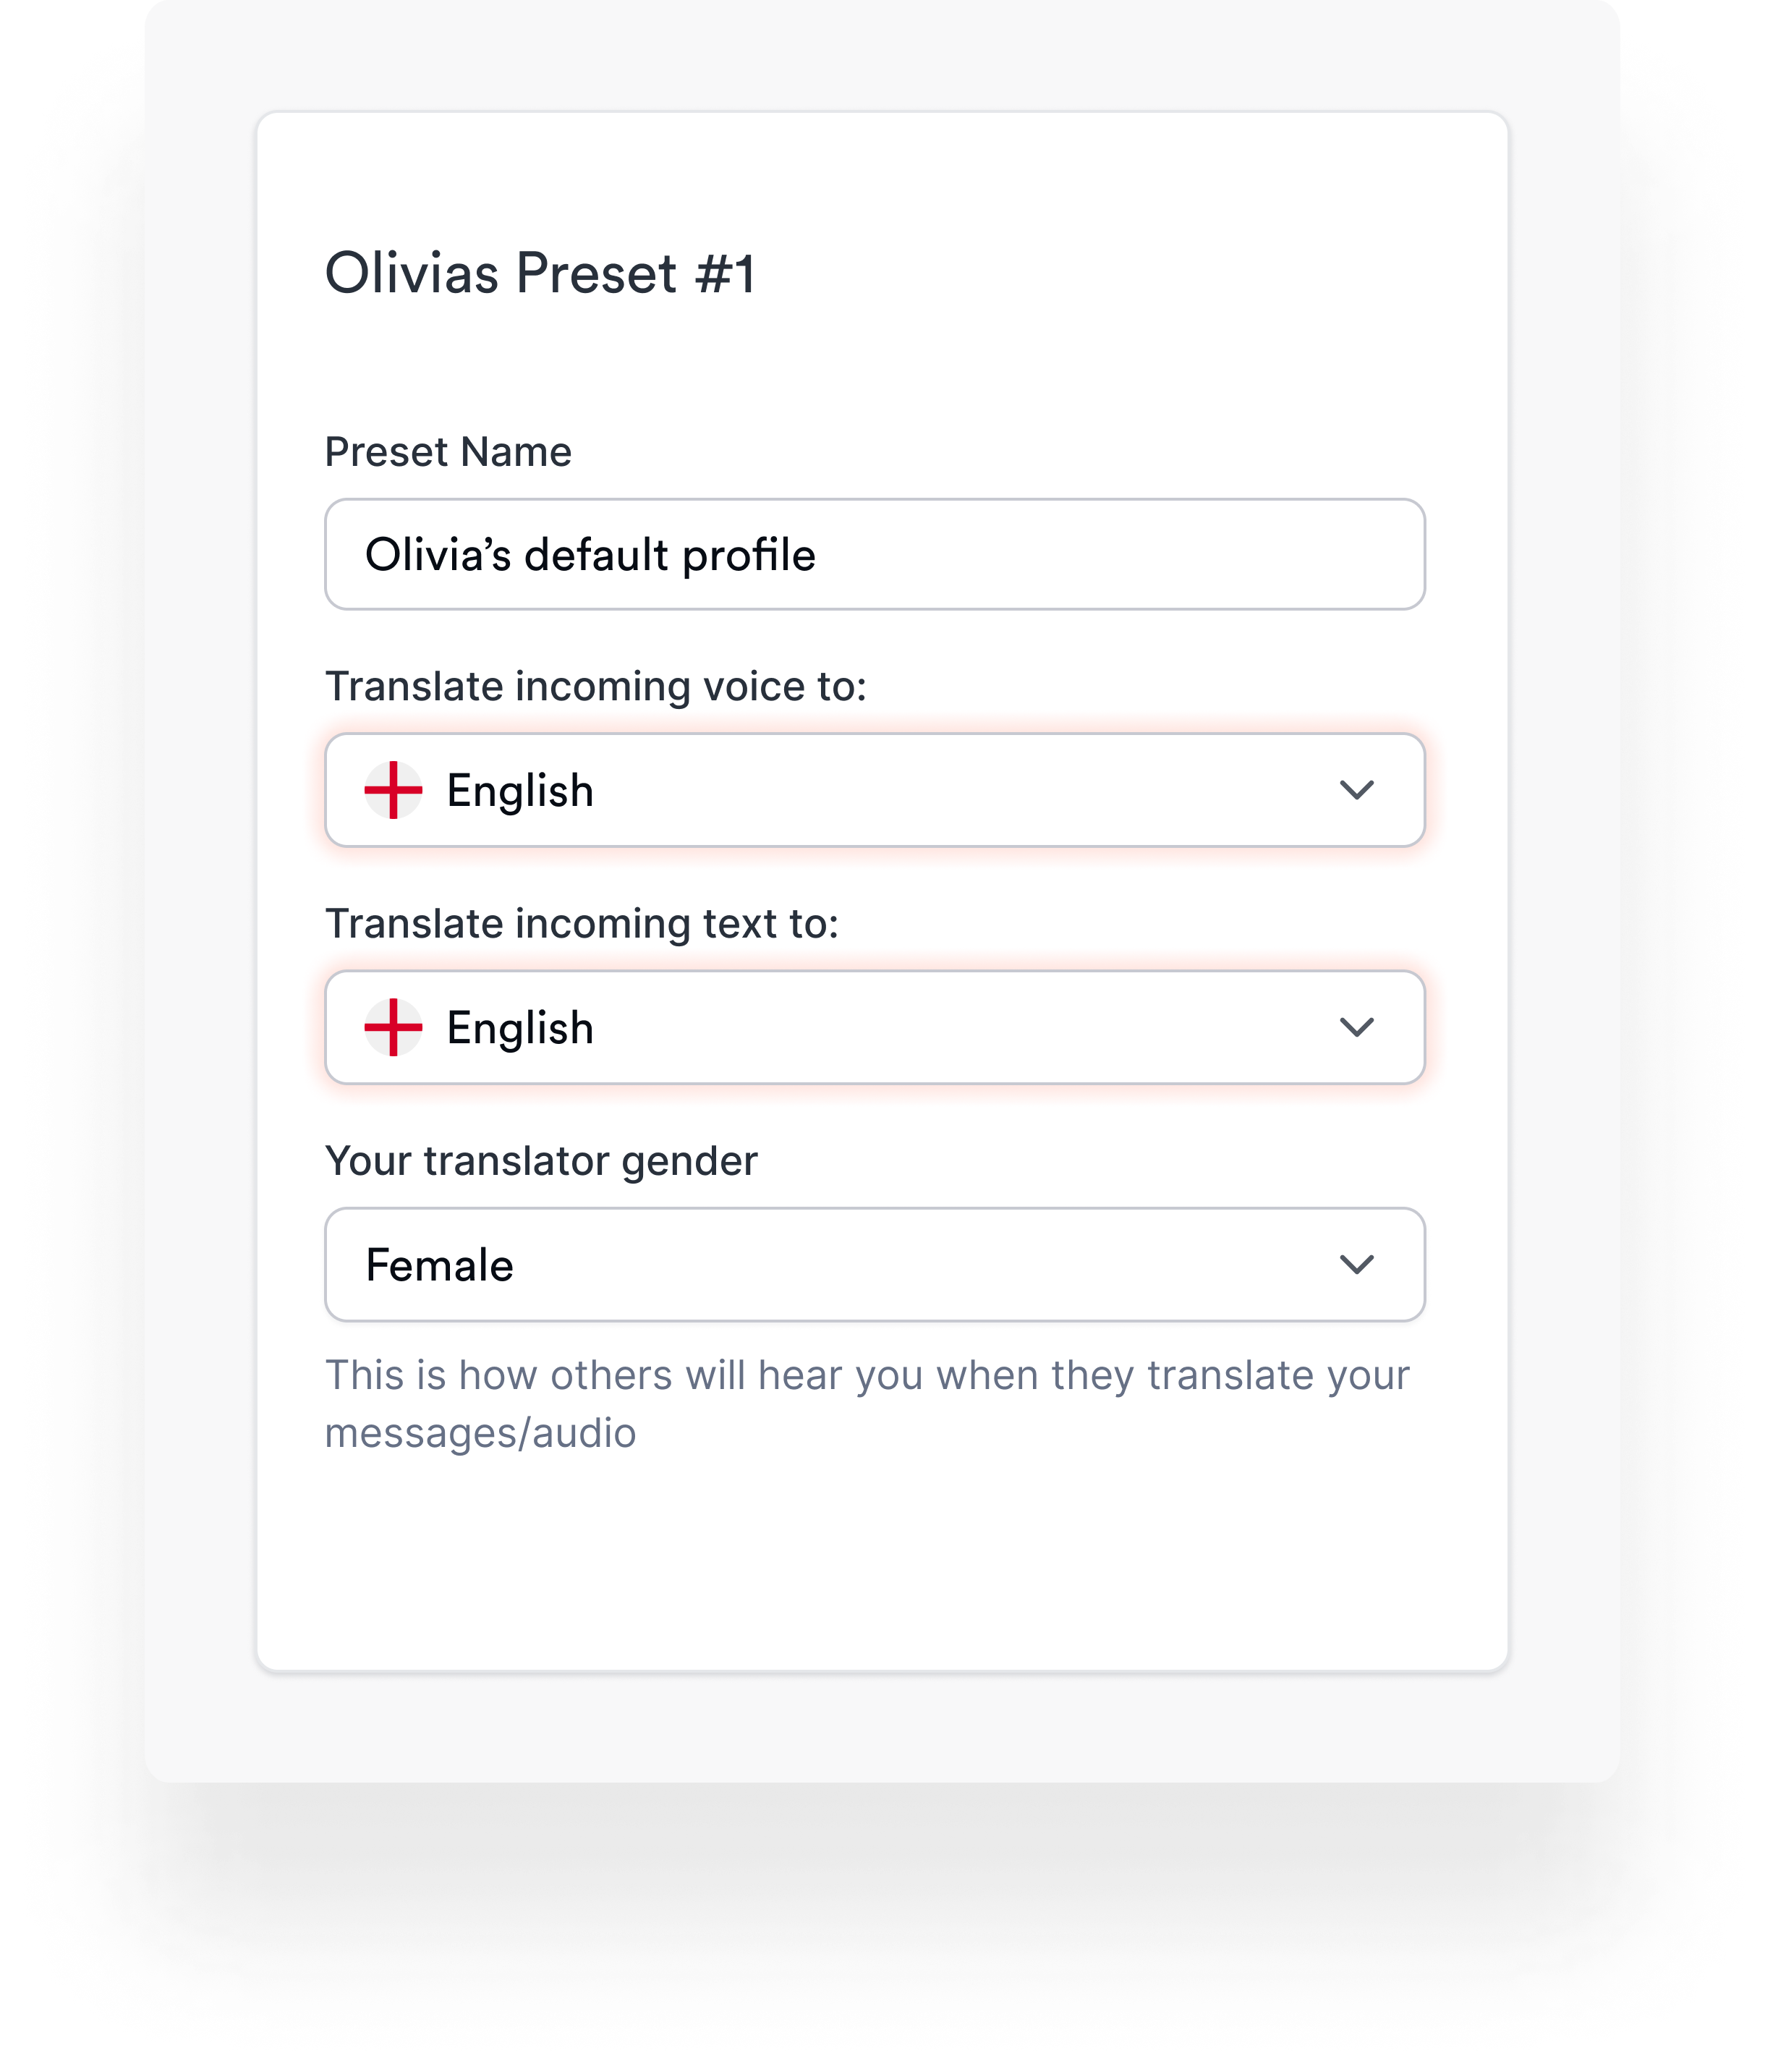 Olivias Preset #1
Preset Name
Olivia’s default profile
Translate incoming voice to:
English
Translate incoming text to:
English
Your translator gender
Female
This is how others will hear you when they translate your
messages/audio